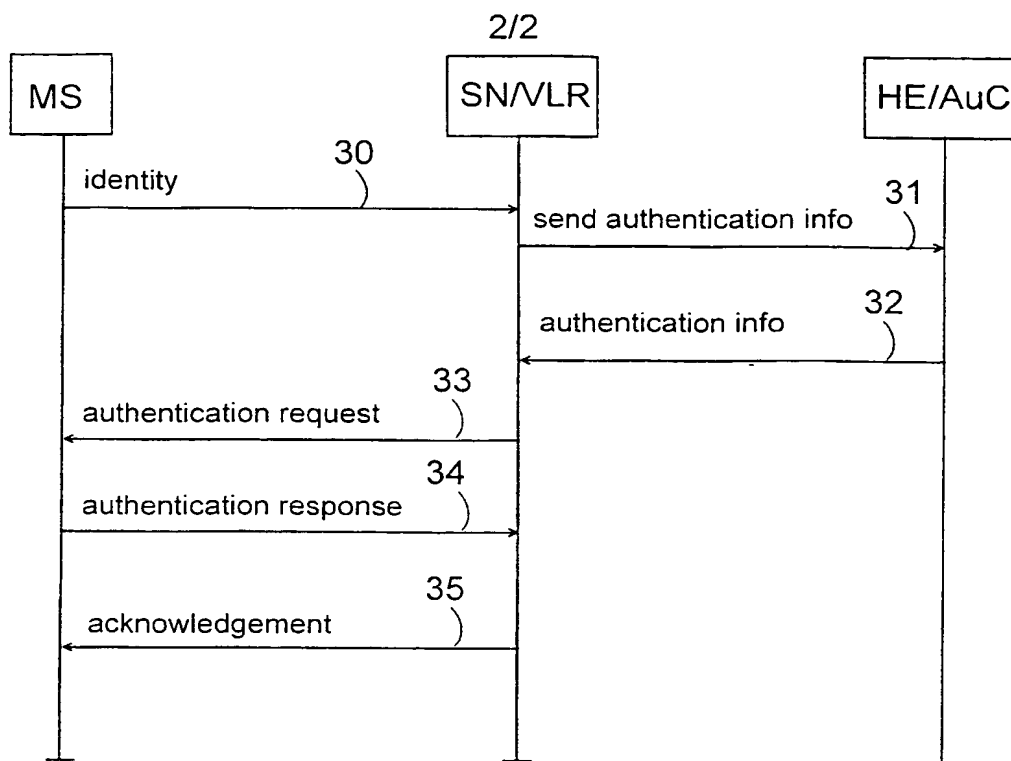 2/2
MS
SN/VLR
HE/AuC
30
identity
31
send authentication info
32
authentication info
33
authentication request
34
authentication response
35
acknowledgement